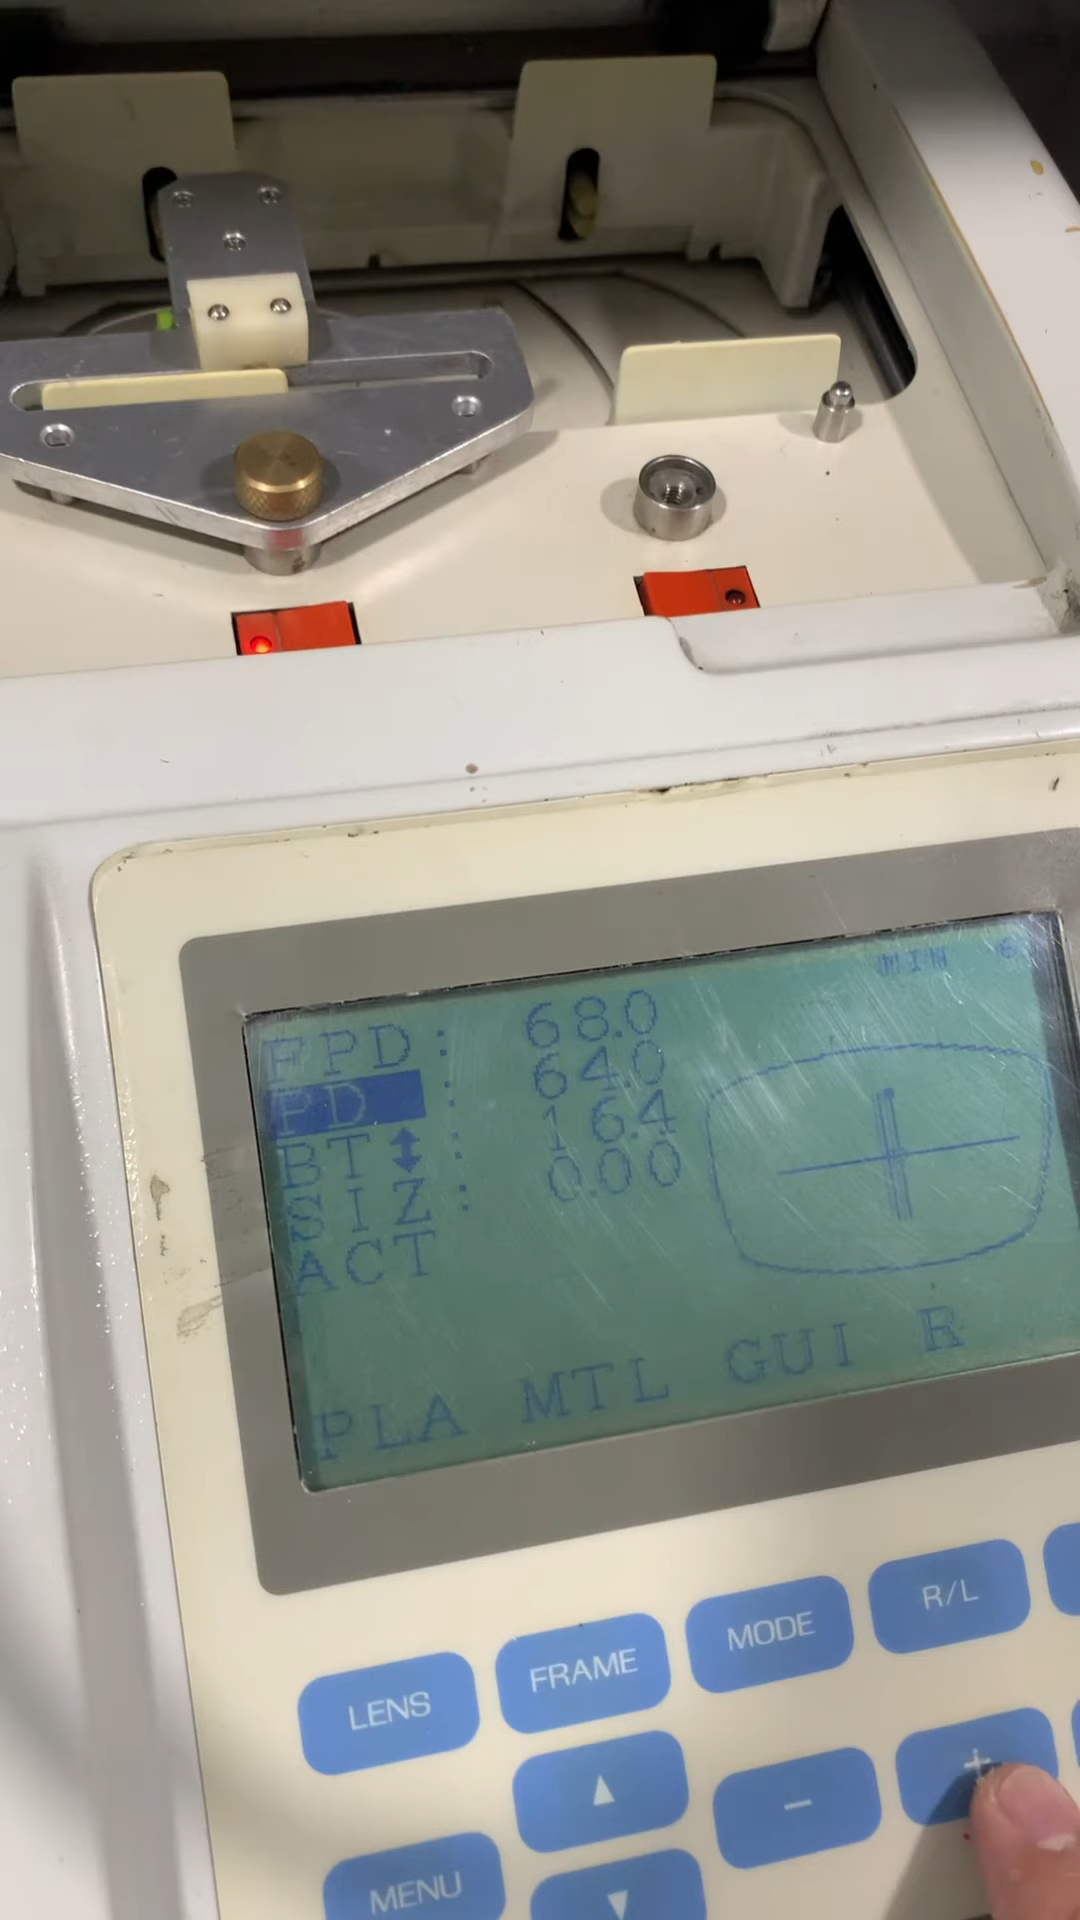 MIN 6
FPD: 68.0
PD : 64.0
BT↕: 16.4
SIZ: 0.00
ACT
PLA MTL GUI R
LENS FRAME MODE R/L
▲ − +
MENU ▼